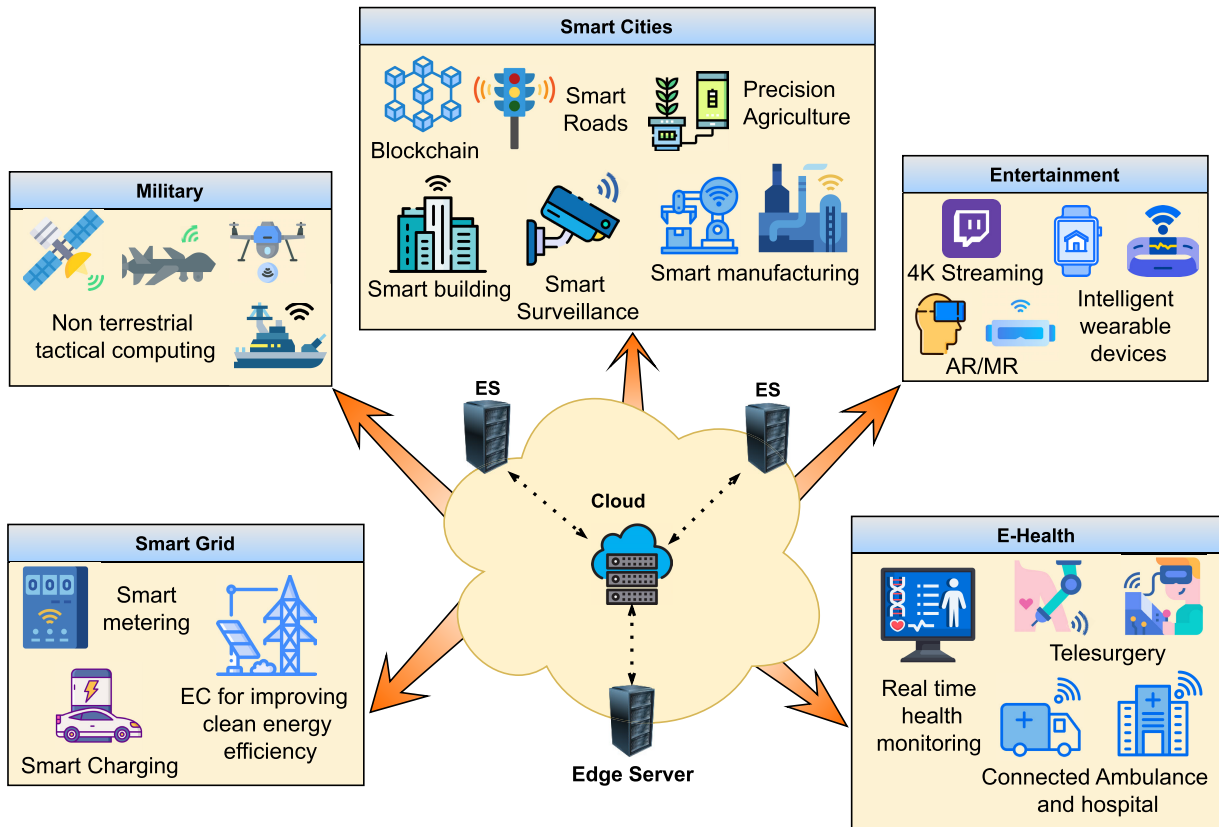 Smart Cities
Blockchain
Smart
Roads
Precision
Agriculture
Smart building
Smart
Surveillance
Smart manufacturing
Military
Non terrestrial
tactical computing
Entertainment
4K Streaming
AR/MR
Intelligent
wearable
devices
ES
ES
Cloud
Edge Server
Smart Grid
000
Smart
metering
Smart Charging
EC for improving
clean energy
efficiency
E-Health
Real time
health
monitoring
Telesurgery
Connected Ambulance
and hospital